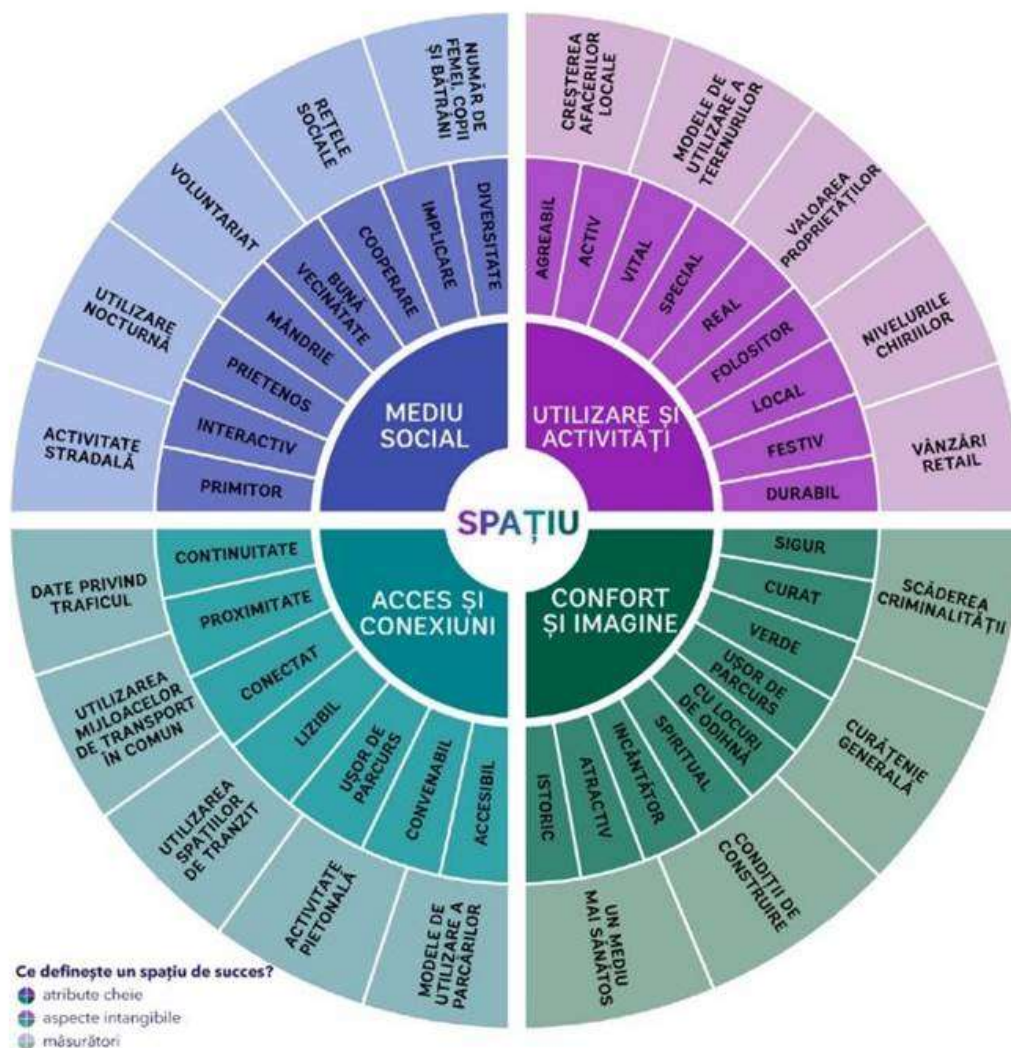 NUMĂR DE
FEMEI, COPII
ȘI BĂTRÂNI
REȚELE
SOCIALE
VOLUNTARIAT
UTILIZARE
NOCTURNĂ
ACTIVITATE
STRADALĂ
DIVERSITATE
IMPLICARE
COOPERARE
BUNĂ
VECINĂTATE
MÂNDRIE
PRIETENOS
INTERACTIV
PRIMITOR
MEDIU
SOCIAL
CREȘTEREA
AFACERILOR
LOCALE
MODELE DE
UTILIZARE A
TERENURILOR
VALOAREA
PROPRIETĂȚILOR
NIVELURILE
CHIRIILOR
VÂNZĂRI
RETAIL
AGREABIL
ACTIV
VITAL
SPECIAL
REAL
FOLOSITOR
LOCAL
FESTIV
DURABIL
UTILIZARE ȘI
ACTIVITĂȚI
SPAȚIU
ACCES ȘI
CONEXIUNI
CONTINUITATE
PROXIMITATE
CONECTAT
LIZIBIL
UȘOR DE
PARCURS
CONVENABIL
ACCESIBIL
DATE PRIVIND
TRAFICUL
UTILIZAREA
MIJLOACELOR
DE TRANSPORT
ÎN COMUN
UTILIZAREA
SPAȚIILOR
DE TRANZIT
ACTIVITATE
PIETONALĂ
MODELE DE
UTILIZARE A
PARCĂRILOR
CONFORT
ȘI IMAGINE
SIGUR
CURAT
VERDE
UȘOR DE
PARCURS
CU LOCURI
DE ODIHNĂ
SPIRITUAL
INCÂNTĂTOR
ATRACTIV
ISTORIC
SCĂDEREA
CRIMINALITĂȚII
CURĂȚENIE
GENERALĂ
CONDIȚII DE
CONSTRUIRE
UN MEDIU
MAI SĂNĂTOS
Ce definește un spațiu de succes?
atribute cheie
aspecte intangibile
măsurători